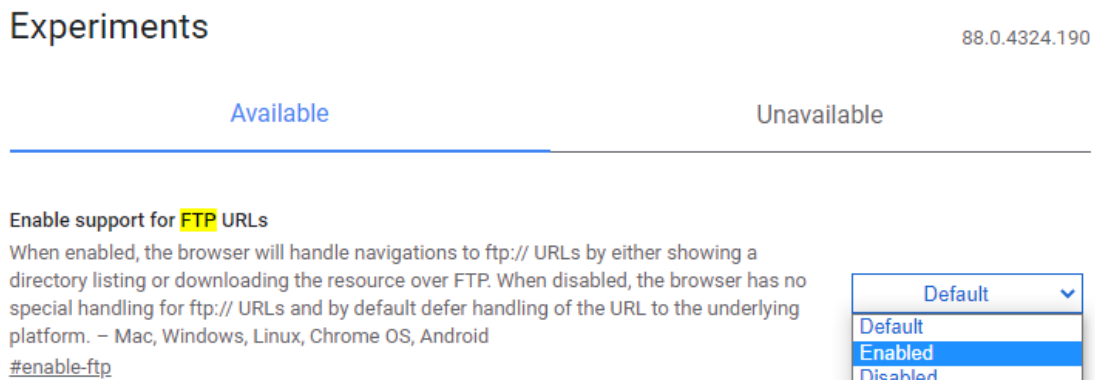 Experiments
88.0.4324.190
Available
Unavailable
Enable support for FTP URLs
When enabled, the browser will handle navigations to ftp:// URLs by either showing a
directory listing or downloading the resource over FTP. When disabled, the browser has no
special handling for ftp:// URLs and by default defer handling of the URL to the underlying
platform. – Mac, Windows, Linux, Chrome OS, Android
#enable-ftp
Default
Default
Enabled
Disabled